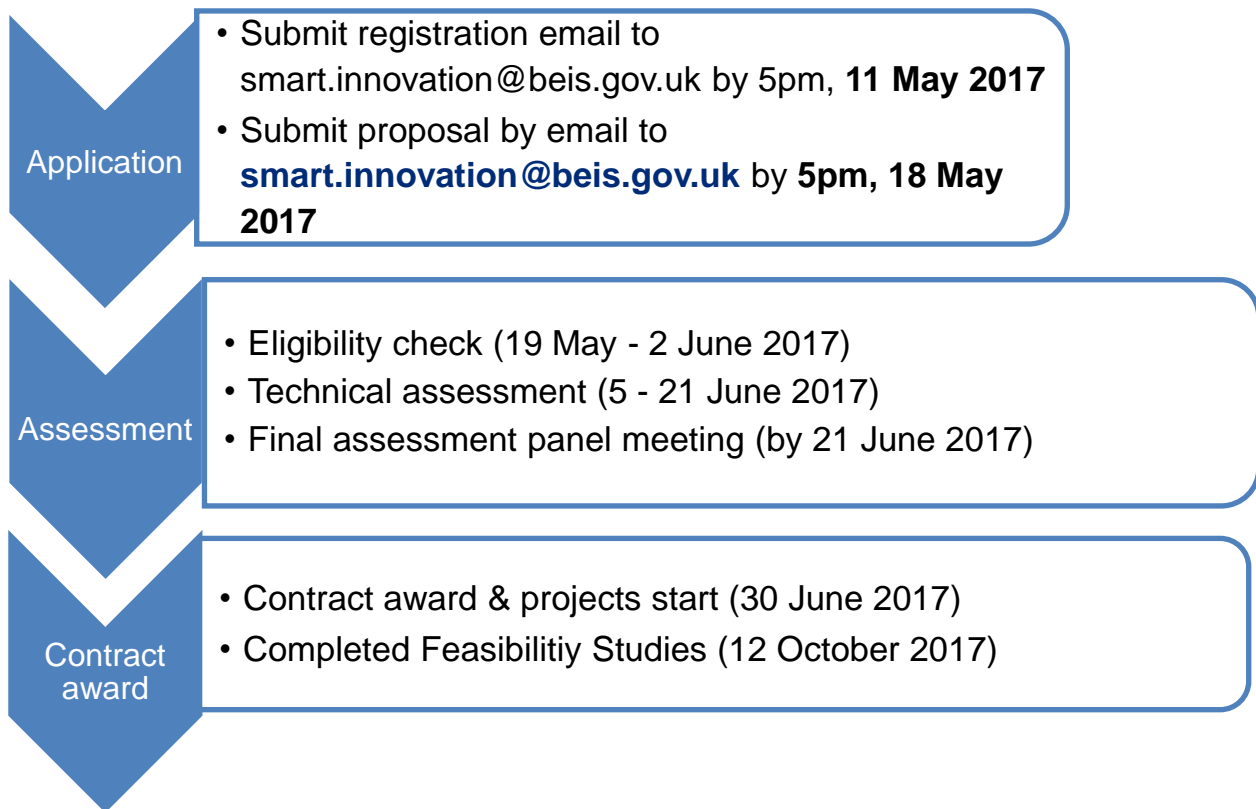 Application
• Submit registration email to
smart.innovation@beis.gov.uk by 5pm, 11 May 2017
• Submit proposal by email to
smart.innovation@beis.gov.uk by 5pm, 18 May
2017
Assessment
• Eligibility check (19 May - 2 June 2017)
• Technical assessment (5 - 21 June 2017)
• Final assessment panel meeting (by 21 June 2017)
Contract
award
• Contract award & projects start (30 June 2017)
• Completed Feasibilitiy Studies (12 October 2017)